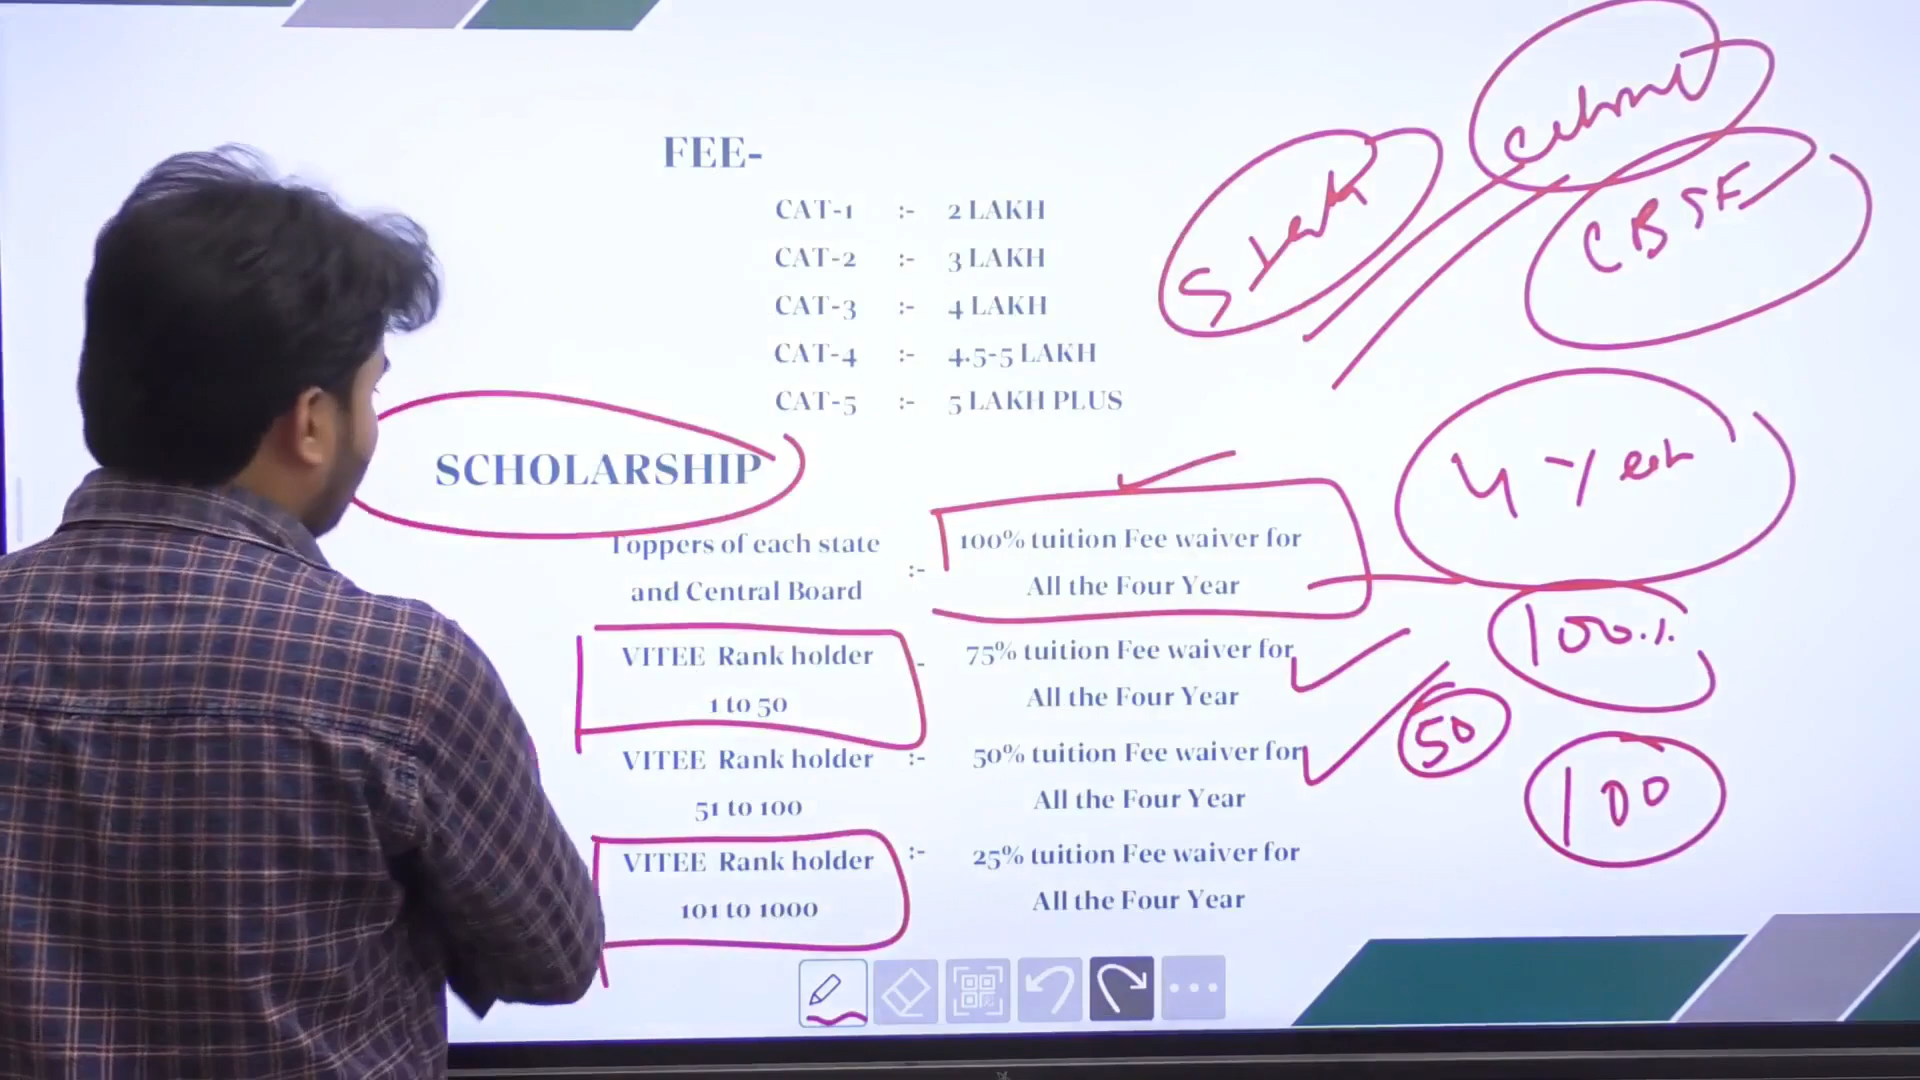 FEE-
CAT-1 :- 2 LAKH
CAT-2 :- 3 LAKH
CAT-3 :- 4 LAKH
CAT-4 :- 4.5-5 LAKH
CAT-5 :- 5 LAKH PLUS
SCHOLARSHIP
Toppers of each state
and Central Board
:-
100% tuition Fee waiver for
All the Four Year
VITEE Rank holder
1 to 50
-
75% tuition Fee waiver for
All the Four Year
VITEE Rank holder
51 to 100
:-
50% tuition Fee waiver for
All the Four Year
VITEE Rank holder
101 to 1000
:-
25% tuition Fee waiver for
All the Four Year
CBSE
4 Year
100%
50
100